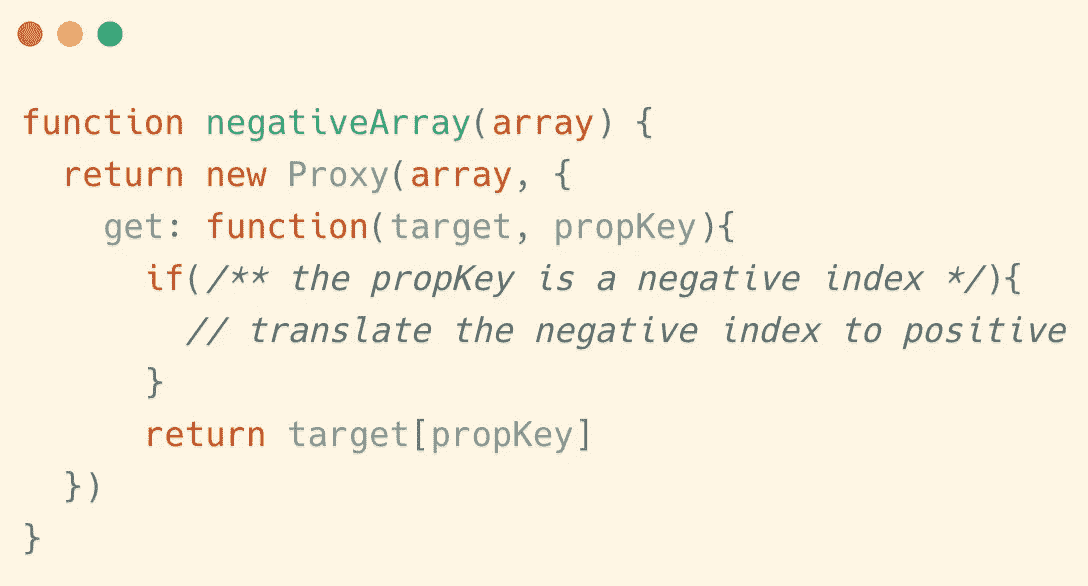 function negativeArray(array) {
  return new Proxy(array, {
    get: function(target, propKey){
      if(/** the propKey is a negative index */){
        // translate the negative index to positive
      }
      return target[propKey]
  })
}